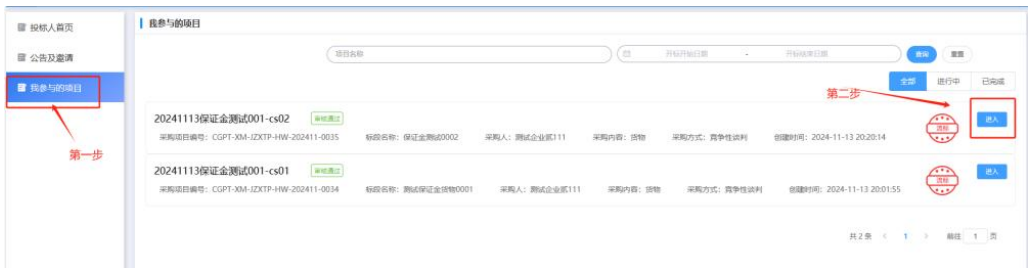 投标人首页
公告及邀请
我参与的项目
第一步
我参与的项目
项目名称 开标开始日期 - 开标结束日期 查询 重置
全部 进行中 已完成
第二步
20241113保证金测试001-cs02 审核通过
采购项目编号：CGPT-XM-JZXTP-HW-202411-0035 标段名称：保证金测试0002 采购人：测试企业贰111 采购内容：货物 采购方式：竞争性谈判 创建时间：2024-11-13 20:20:14
流标 进入
20241113保证金测试001-cs01 审核通过
采购项目编号：CGPT-XM-JZXTP-HW-202411-0034 标段名称：测试保证金货物0001 采购人：测试企业贰111 采购内容：货物 采购方式：竞争性谈判 创建时间：2024-11-13 20:01:55
流标 进入
共 2 条 < 1 > 前往 1 页